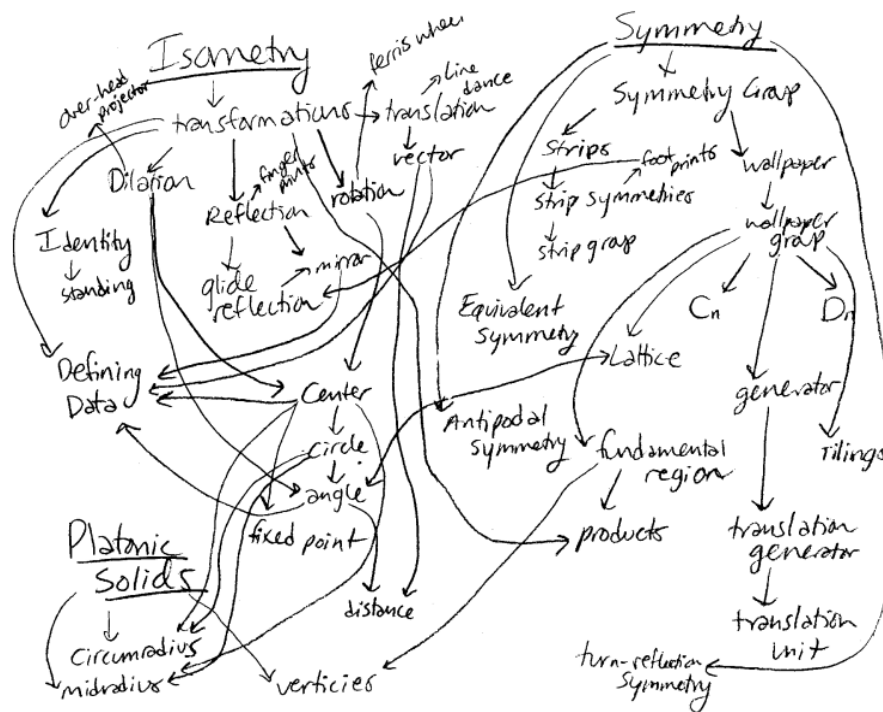 Isometry
ferris wheel
Symmetry
over-head
projector
transformations
translation
line
dance
Symmetry Group
Dilation
Reflection
finger
prints
rotation
vector
strips
foot
prints
wallpaper
strip symmetries
Identity
standing
strip group
wallpaper
group
glide
reflection
mirror
Equivalent
Symmetry
Cn
Dn
Lattice
Defining
Data
Center
generator
circle
Antipodal
Symmetry
fundamental
region
Tilings
angle
fixed point
products
translation
generator
Platonic
Solids
distance
translation
unit
Circumradius
midradius
verticies
turn-reflection
Symmetry